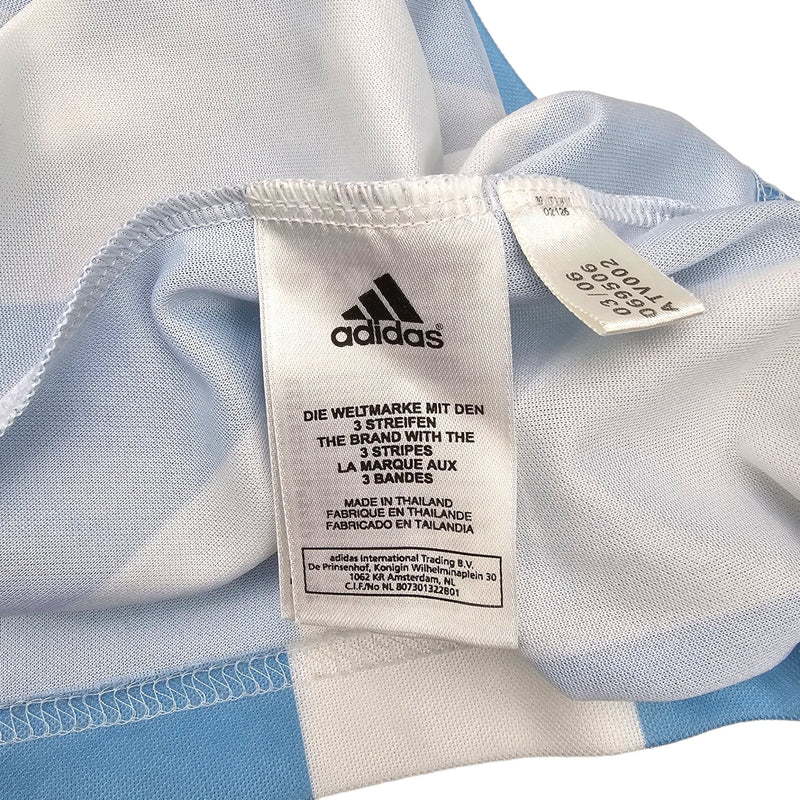 adidas®
DIE WELTMARKE MIT DEN
3 STREIFEN
THE BRAND WITH THE
3 STRIPES
LA MARQUE AUX
3 BANDES
MADE IN THAILAND
FABRIQUE EN THAILANDE
FABRICADO EN TAILANDIA
adidas International Trading B.V.
De Prinsenhof, Konigin Wilhelminaplein 30
1062 KR Amsterdam, NL
C.I.F./No NL 807301322B01
02126
03/06
069506
ATV002